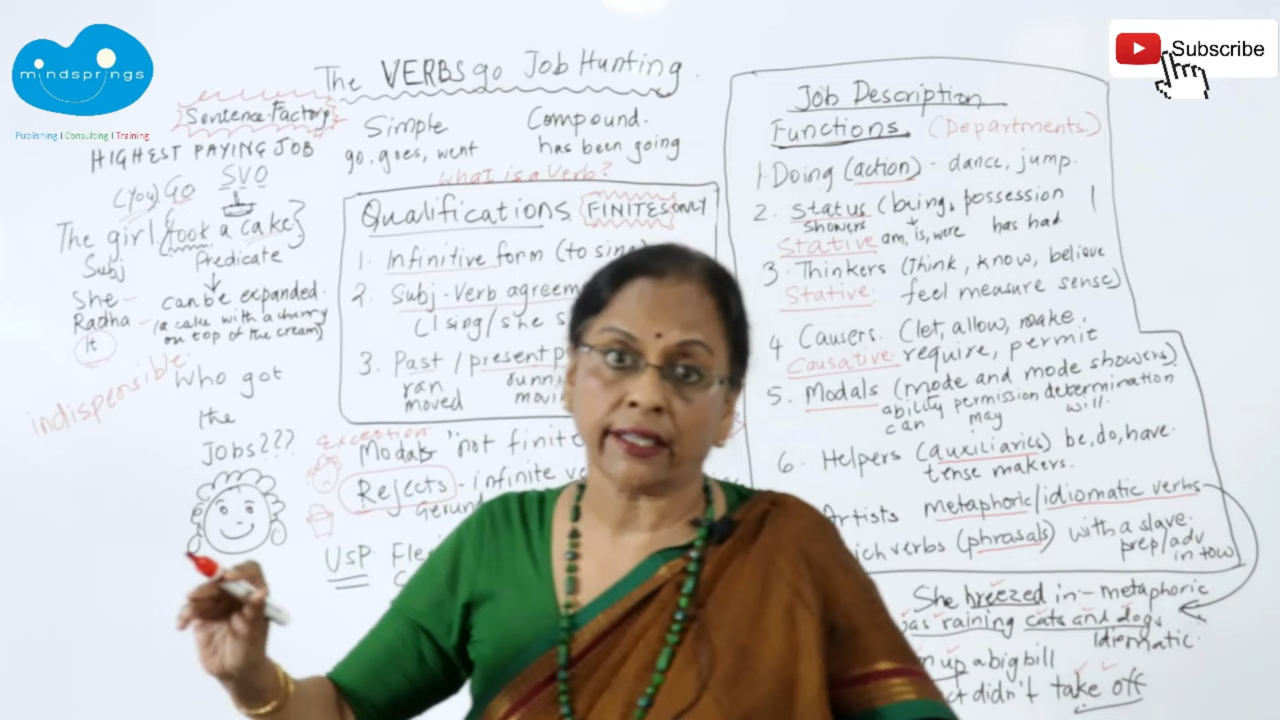 mindsprings
Publishing | Consulting | Training
Subscribe
The VERBS go Job Hunting.
Sentence Factory
HIGHEST PAYING JOB
(You) Go SVO
The girl {took a cake}
Subj Predicate
She - can be expanded.
Radha - (a cake with a cherry
on top of the cream)
It
indispensible
Who got
the
Jobs???
Simple
go, goes, went
Compound.
has been going
What is a Verb?
Qualifications FINITES ONLY
1. Infinitive form (to sing
2. Subj-Verb agreem
(I sing/she s
3. Past / present p
ran runni
moved movi
Exception
Modals "not finite
Rejects - infinite ve
Gerun
USP Fle
Job Description
Functions. (Departments.)
1. Doing (action) - dance, jump.
2. Status (being, possession
showers
Stative am, is, were has had
3. Thinkers (Think, know, believe
Stative: feel measure sense)
4 Causers. (let, allow, make,
Causative require, permit
5. Modals (mode and mode showers)
ability permission determination
can may will
6. Helpers (auxiliaries) be, do, have.
tense makers.
Artists metaphoric/idiomatic verbs
ich verbs (phrasals) with a slave.
prep/adv
in tow
She breezed in:- metaphoric
as raining cats and dogs
Idiomatic.
n up a big bill
ct didn't take off